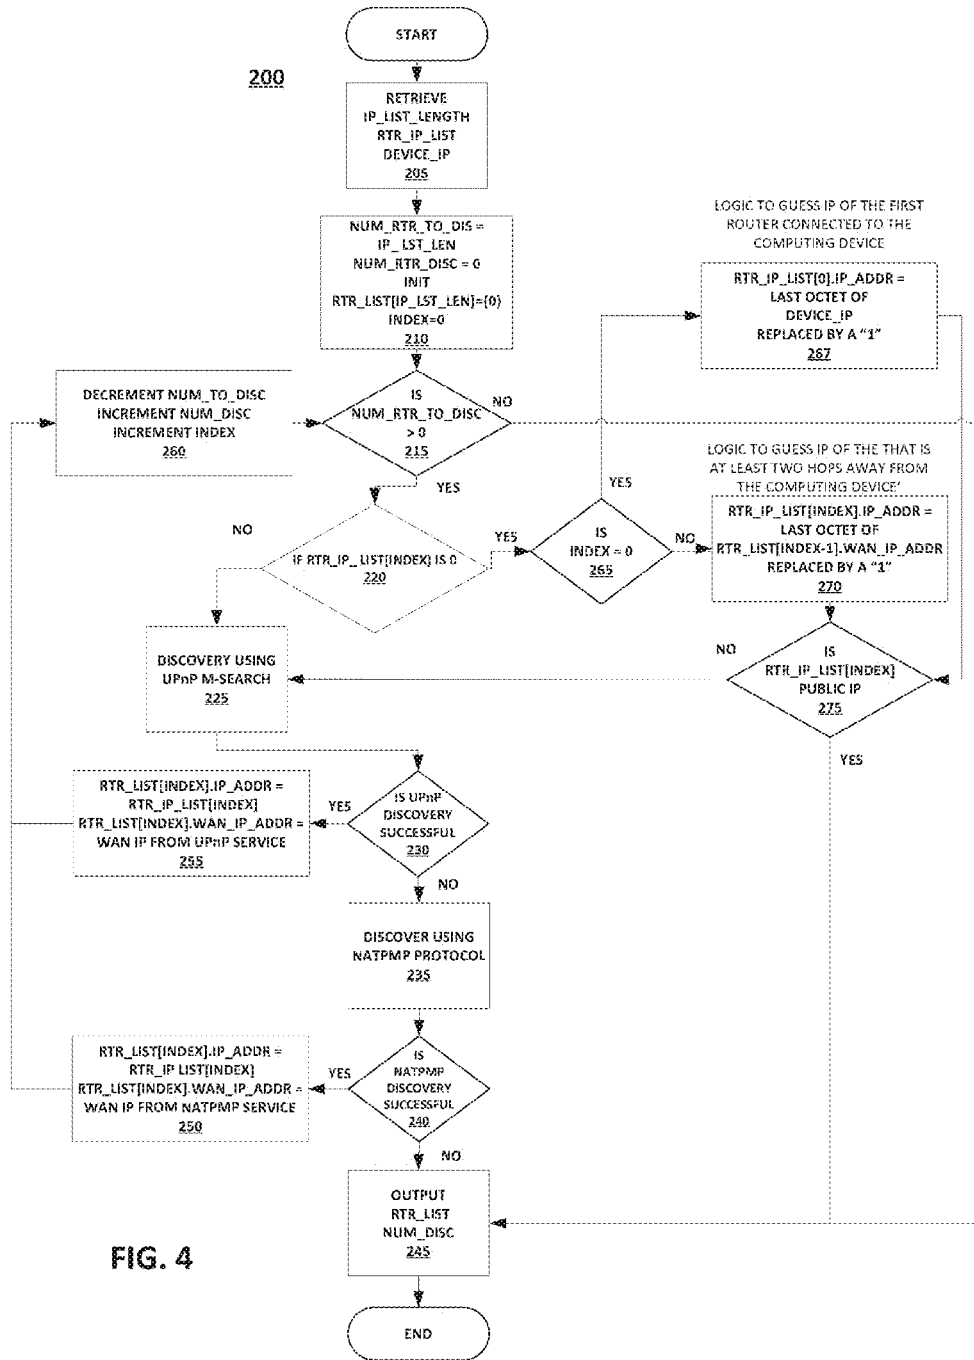 START
200
RETRIEVE
IP_LIST_LENGTH
RTR_IP_LIST
DEVICE_IP
205
NUM_RTR_TO_DIS =
IP_LST_LEN
NUM_RTR_DISC = 0
INIT
RTR_LIST[IP_LST_LEN]={0}
INDEX=0
210
LOGIC TO GUESS IP OF THE FIRST
ROUTER CONNECTED TO THE
COMPUTING DEVICE
RTR_IP_LIST[0].IP_ADDR =
LAST OCTET OF
DEVICE_IP
REPLACED BY A “1”
267
DECREMENT NUM_TO_DISC
INCREMENT NUM_DISC
INCREMENT INDEX
260
IS
NUM_RTR_TO_DISC
> 0
215
NO
YES
LOGIC TO GUESS IP OF THE THAT IS
AT LEAST TWO HOPS AWAY FROM
THE COMPUTING DEVICE'
NO
IF RTR_IP_LIST[INDEX] IS 0
220
YES
YES
IS
INDEX = 0
265
NO
RTR_IP_LIST[INDEX].IP_ADDR =
LAST OCTET OF
RTR_LIST[INDEX-1].WAN_IP_ADDR
REPLACED BY A “1”
270
DISCOVERY USING
UPnP M-SEARCH
225
NO
IS
RTR_IP_LIST[INDEX]
PUBLIC IP
275
YES
RTR_LIST[INDEX].IP_ADDR =
RTR_IP_LIST[INDEX]
RTR_LIST[INDEX].WAN_IP_ADDR =
WAN IP FROM UPnP SERVICE
255
YES
IS UPnP
DISCOVERY
SUCCESSFUL
230
NO
DISCOVER USING
NATPMP PROTOCOL
235
RTR_LIST[INDEX].IP_ADDR =
RTR_IP LIST[INDEX]
RTR_LIST[INDEX].WAN_IP_ADDR =
WAN IP FROM NATPMP SERVICE
250
YES
IS
NATPMP
DISCOVERY
SUCCESSFUL
240
NO
OUTPUT
RTR_LIST
NUM_DISC
245
FIG. 4
END